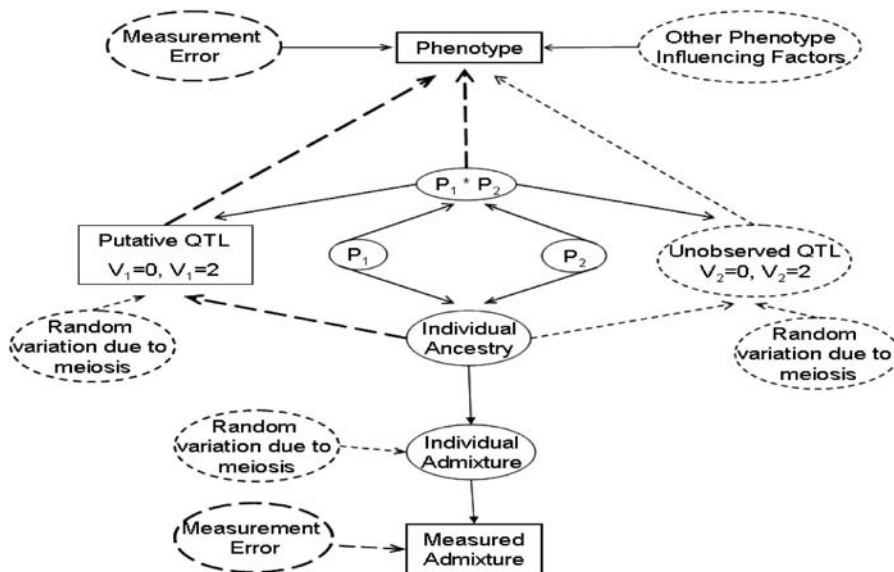 Measurement
Error
Phenotype
Other Phenotype
Influencing Factors
P1 * P2
Putative QTL
V1=0, V1=2
P1
P2
Unobserved QTL
V2=0, V2=2
Random
variation due to
meiosis
Individual
Ancestry
Random
variation due to
meiosis
Random
variation due to
meiosis
Individual
Admixture
Measurement
Error
Measured
Admixture